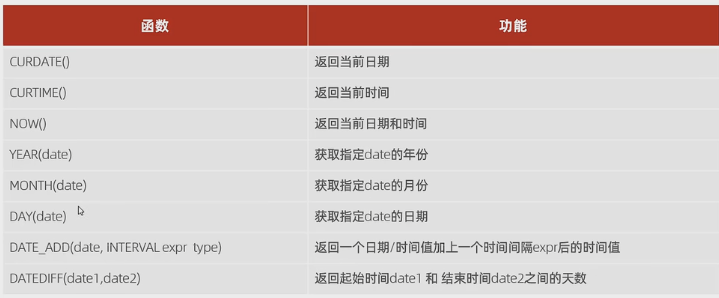 函数 功能
CURDATE() 返回当前日期
CURTIME() 返回当前时间
NOW() 返回当前日期和时间
YEAR(date) 获取指定date的年份
MONTH(date) 获取指定date的月份
DAY(date) 获取指定date的日期
DATE_ADD(date, INTERVAL expr type) 返回一个日期/时间值加上一个时间间隔expr后的时间值
DATEDIFF(date1,date2) 返回起始时间date1 和 结束时间date2之间的天数